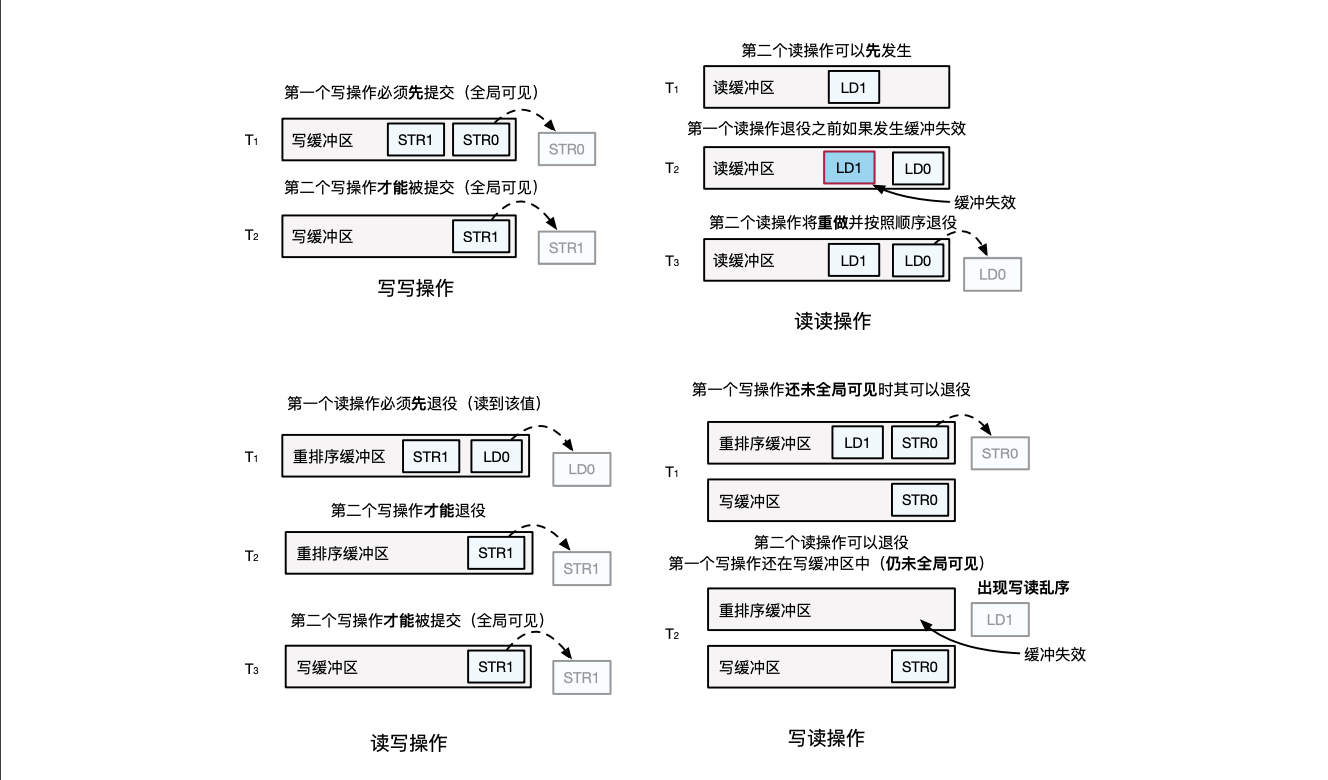 第一个写操作必须先提交（全局可见）
T1 写缓冲区 STR1 STR0 STR0
第二个写操作才能被提交（全局可见）
T2 写缓冲区 STR1 STR1
写写操作
第二个读操作可以先发生
T1 读缓冲区 LD1
第一个读操作退役之前如果发生缓冲失效
T2 读缓冲区 LD1 LD0
缓冲失效
第二个读操作将重做并按照顺序退役
T3 读缓冲区 LD1 LD0 LD0
读读操作
第一个读操作必须先退役（读到该值）
T1 重排序缓冲区 STR1 LD0 LD0
第二个写操作才能退役
T2 重排序缓冲区 STR1 STR1
第二个写操作才能被提交（全局可见）
T3 写缓冲区 STR1 STR1
读写操作
第一个写操作还未全局可见时其可以退役
重排序缓冲区 LD1 STR0 STR0
T1
写缓冲区 STR0
第二个读操作可以退役
第一个写操作还在写缓冲区中（仍未全局可见）
出现写读乱序
重排序缓冲区 LD1
T2
缓冲失效
写缓冲区 STR0
写读操作